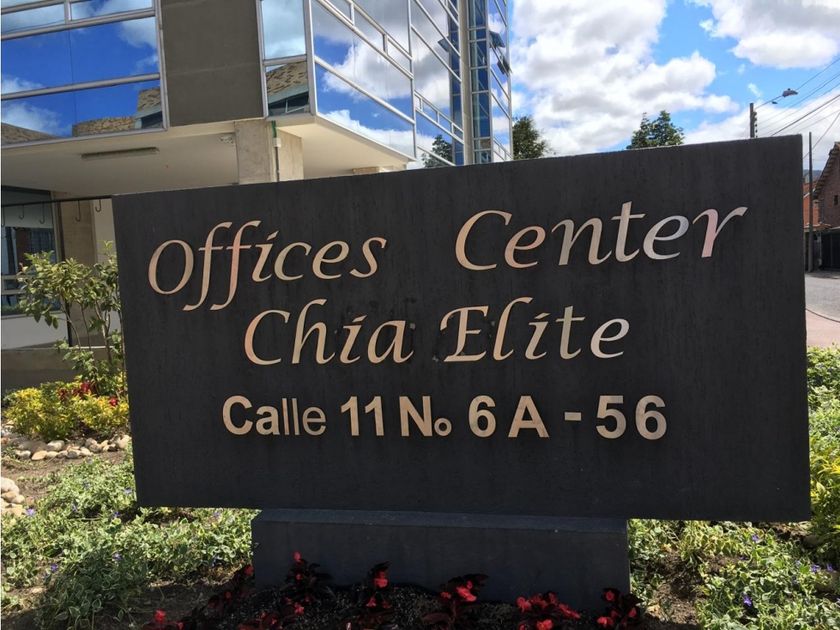 Offices Center
Chia Elite
Calle 11 No 6 A - 56